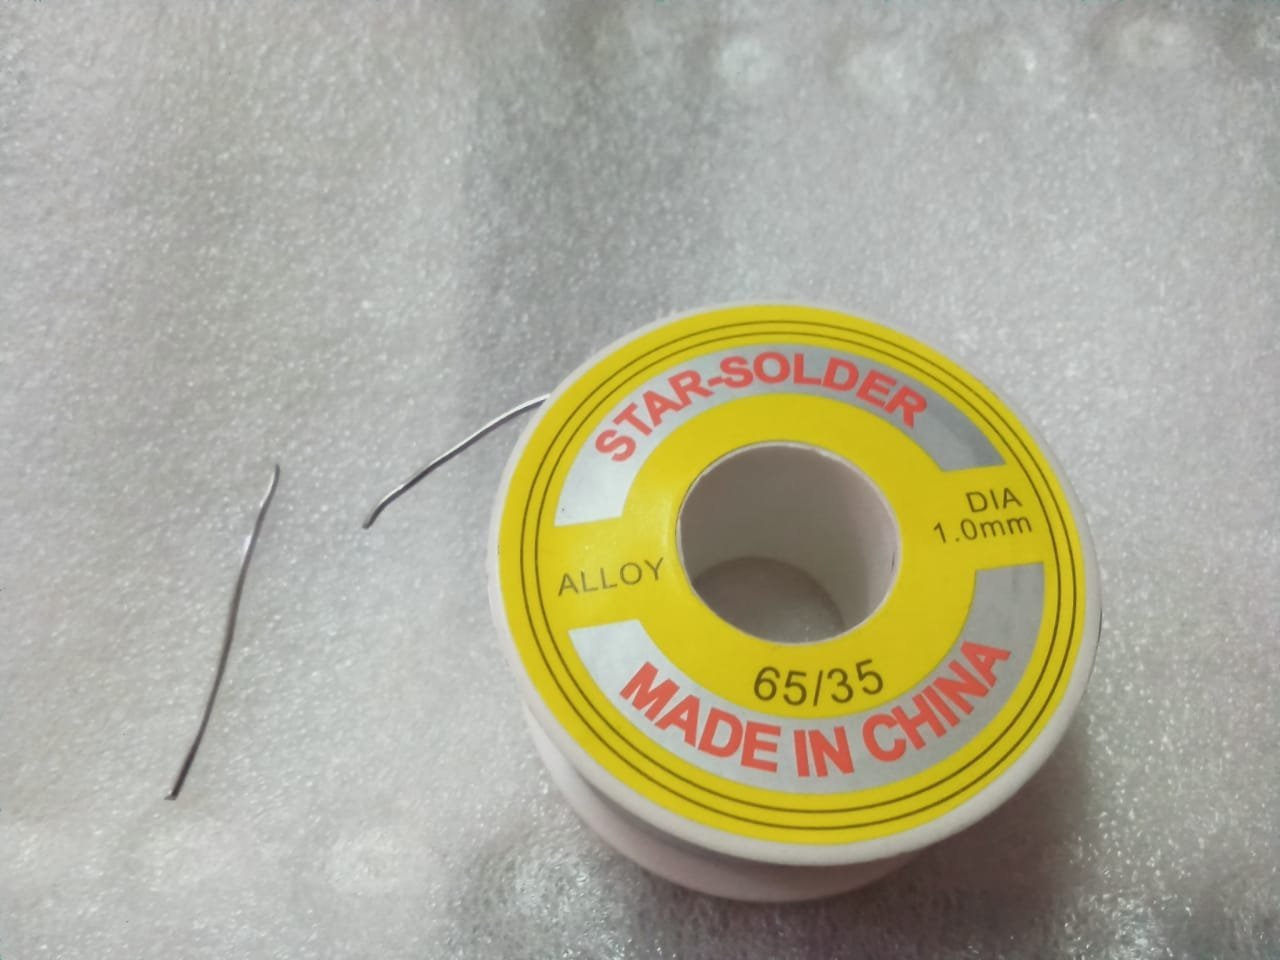 STAR-SOLDER
DIA
1.0mm
ALLOY
65/35
MADE IN CHINA